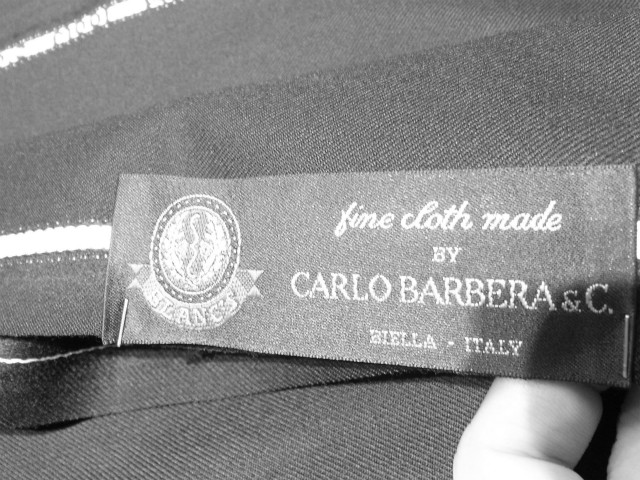 fine cloth made
BY
CARLO BARBERA & C.
BIELLA - ITALY